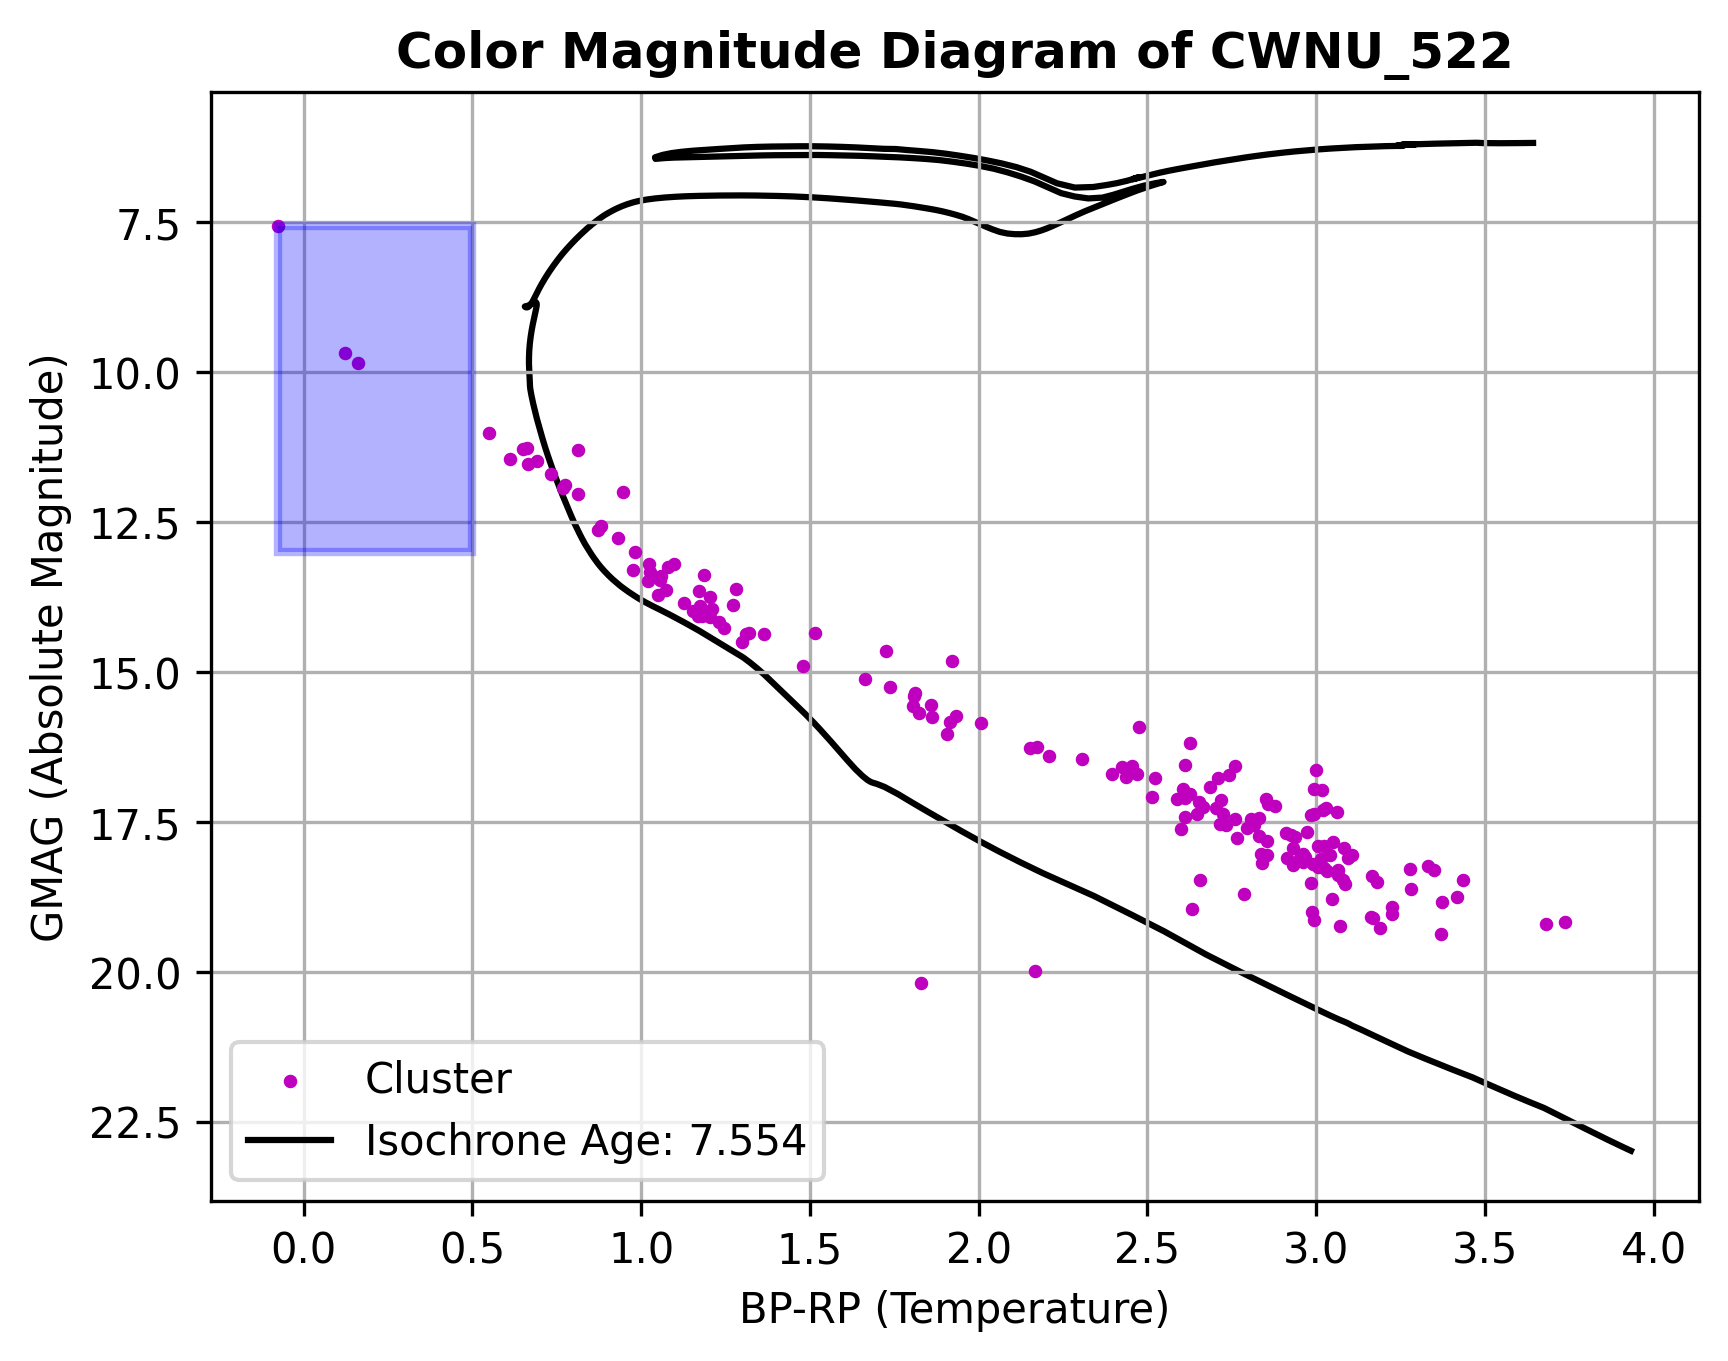 Color Magnitude Diagram of CWNU_522
GMAG (Absolute Magnitude)
7.5
10.0
12.5
15.0
17.5
20.0
22.5
Cluster
Isochrone Age: 7.554
0.0 0.5 1.0 1.5 2.0 2.5 3.0 3.5 4.0
BP-RP (Temperature)